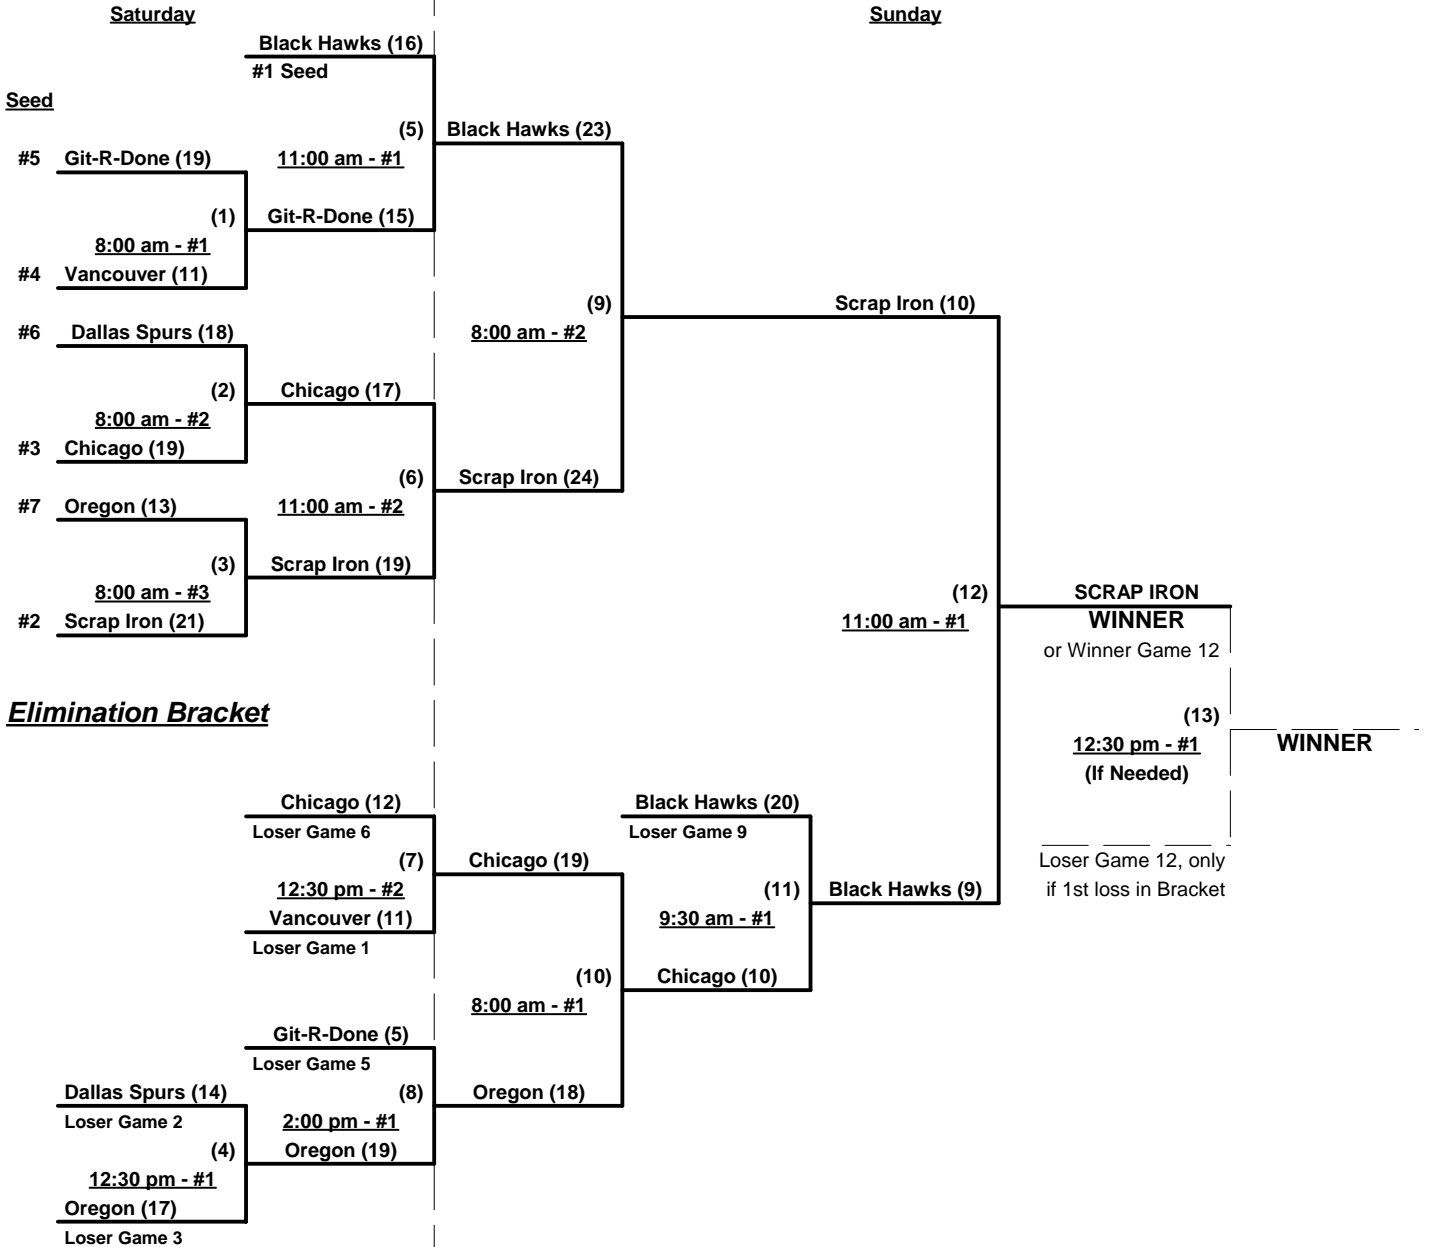 Saturday
Sunday
Black Hawks (16)
#1 Seed
Seed
(5)
Black Hawks (23)
#5
Git-R-Done (19)
11:00 am - #1
(1)
Git-R-Done (15)
8:00 am - #1
#4
Vancouver (11)
(9)
Scrap Iron (10)
#6
Dallas Spurs (18)
8:00 am - #2
(2)
Chicago (17)
8:00 am - #2
#3
Chicago (19)
(6)
Scrap Iron (24)
#7
Oregon (13)
11:00 am - #2
(3)
Scrap Iron (19)
8:00 am - #3
#2
Scrap Iron (21)
(12)
SCRAP IRON
11:00 am - #1
WINNER
or Winner Game 12
Elimination Bracket
(13)
12:30 pm - #1
WINNER
(If Needed)
Chicago (12)
Black Hawks (20)
Loser Game 6
Loser Game 9
(7)
Chicago (19)
Loser Game 12, only
12:30 pm - #2
(11)
Black Hawks (9)
if 1st loss in Bracket
Vancouver (11)
9:30 am - #1
Loser Game 1
(10)
Chicago (10)
8:00 am - #1
Git-R-Done (5)
Loser Game 5
Dallas Spurs (14)
(8)
Oregon (18)
Loser Game 2
2:00 pm - #1
(4)
Oregon (19)
12:30 pm - #1
Oregon (17)
Loser Game 3